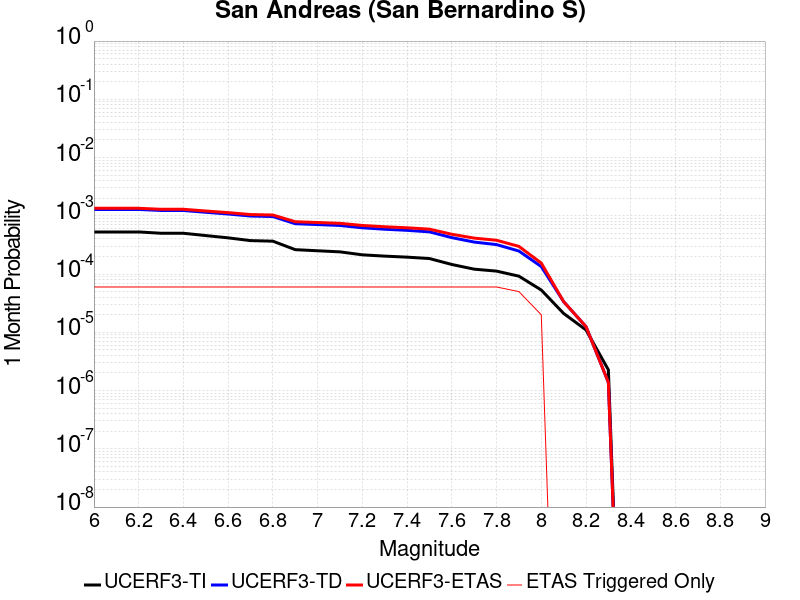 San Andreas (San Bernardino S)
10^0
10^-1
10^-2
10^-3
10^-4
10^-5
10^-6
10^-7
10^-8
1 Month Probability
6 6.2 6.4 6.6 6.8 7 7.2 7.4 7.6 7.8 8 8.2 8.4 8.6 8.8 9
Magnitude
UCERF3-TI UCERF3-TD UCERF3-ETAS ETAS Triggered Only